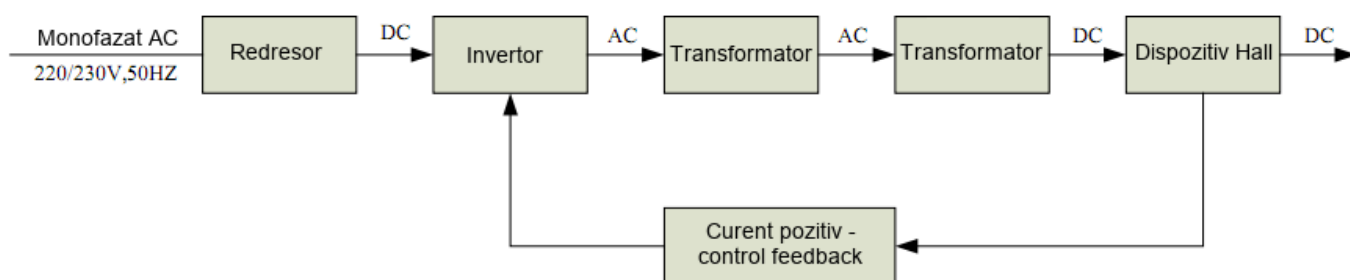 Monofazat AC
220/230V,50HZ
Redresor
DC
Invertor
AC
Transformator
AC
Transformator
DC
Dispozitiv Hall
DC
Curent pozitiv -
control feedback